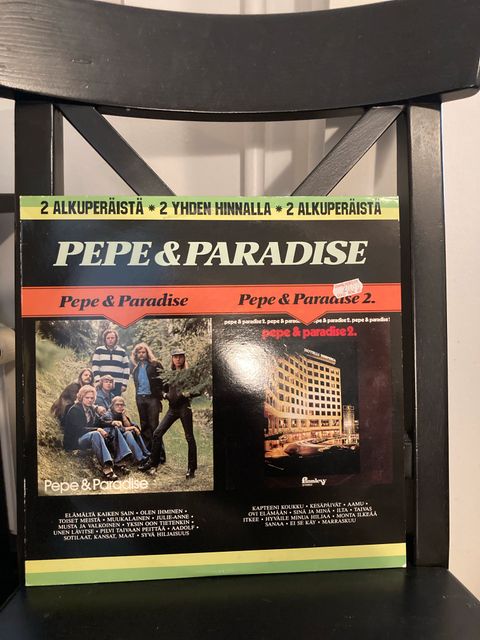 2 ALKUPERÄISTÄ * 2 YHDEN HINNALLA * 2 ALKUPERÄISTÄ
PEPE & PARADISE
Pepe & Paradise
Pepe & Paradise 2.
pepe & paradise 2.
Pepe & Paradise
ELÄMÄLTÄ KAIKEN SAIN • OLEN IHMINEN •
TOISET MEISTÄ • MUUKALAINEN • JULIE-ANNE •
MUSTA JA VALKOINEN • YKSIN OON TIETENKIN •
UNEN LÄVITSE • PILVI TAIVAAN PEITTÄÄ • AADOLF •
SOTILAAT, KANSAT, MAAT • SYVÄ HILJAISUUS
KAPTEENI KOUKKU • KESÄPÄIVÄT • AAMU •
OVI ELÄMÄÄN • SINÄ JA MINÄ • ILTA • TAIVAS
ITKEE • HYVÄILE MINUA HILJAA • MONTA ILKEÄÄ
SANAA • EI SE KÄY • MARRASKUU